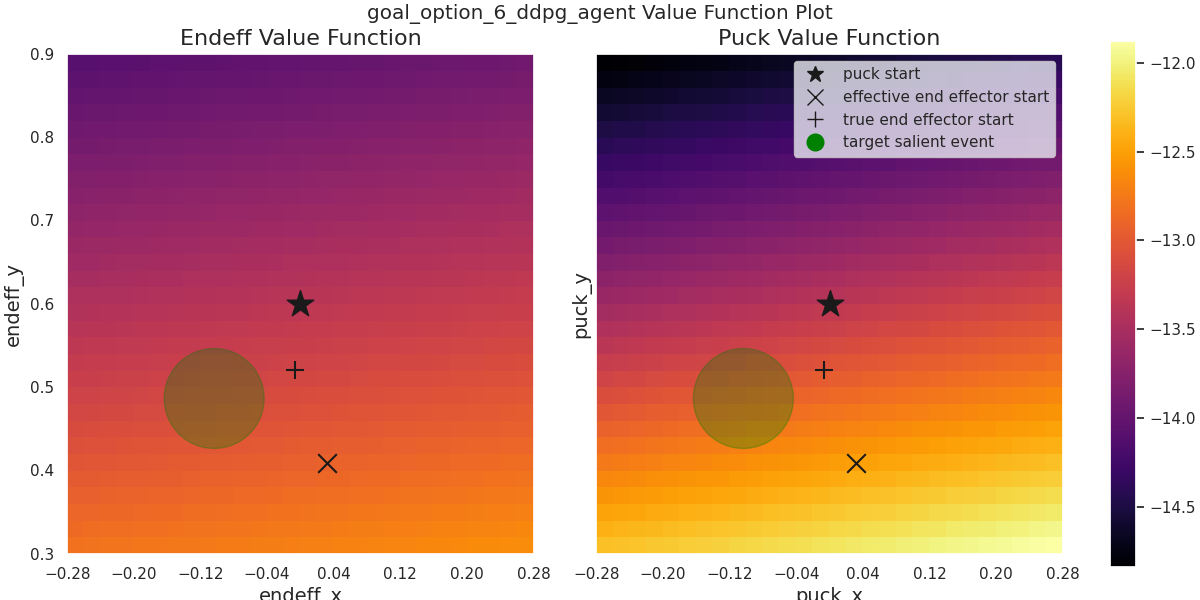 goal_option_6_ddpg_agent Value Function Plot
Endeff Value Function
0.9
0.8
0.7
0.6
0.5
0.4
0.3
endeff_y
−0.28 −0.20 −0.12 −0.04 0.04 0.12 0.20 0.28
endeff_x
Puck Value Function
puck start
effective end effector start
true end effector start
target salient event
puck_y
−0.28 −0.20 −0.12 −0.04 0.04 0.12 0.20 0.28
puck_x
−12.0
−12.5
−13.0
−13.5
−14.0
−14.5